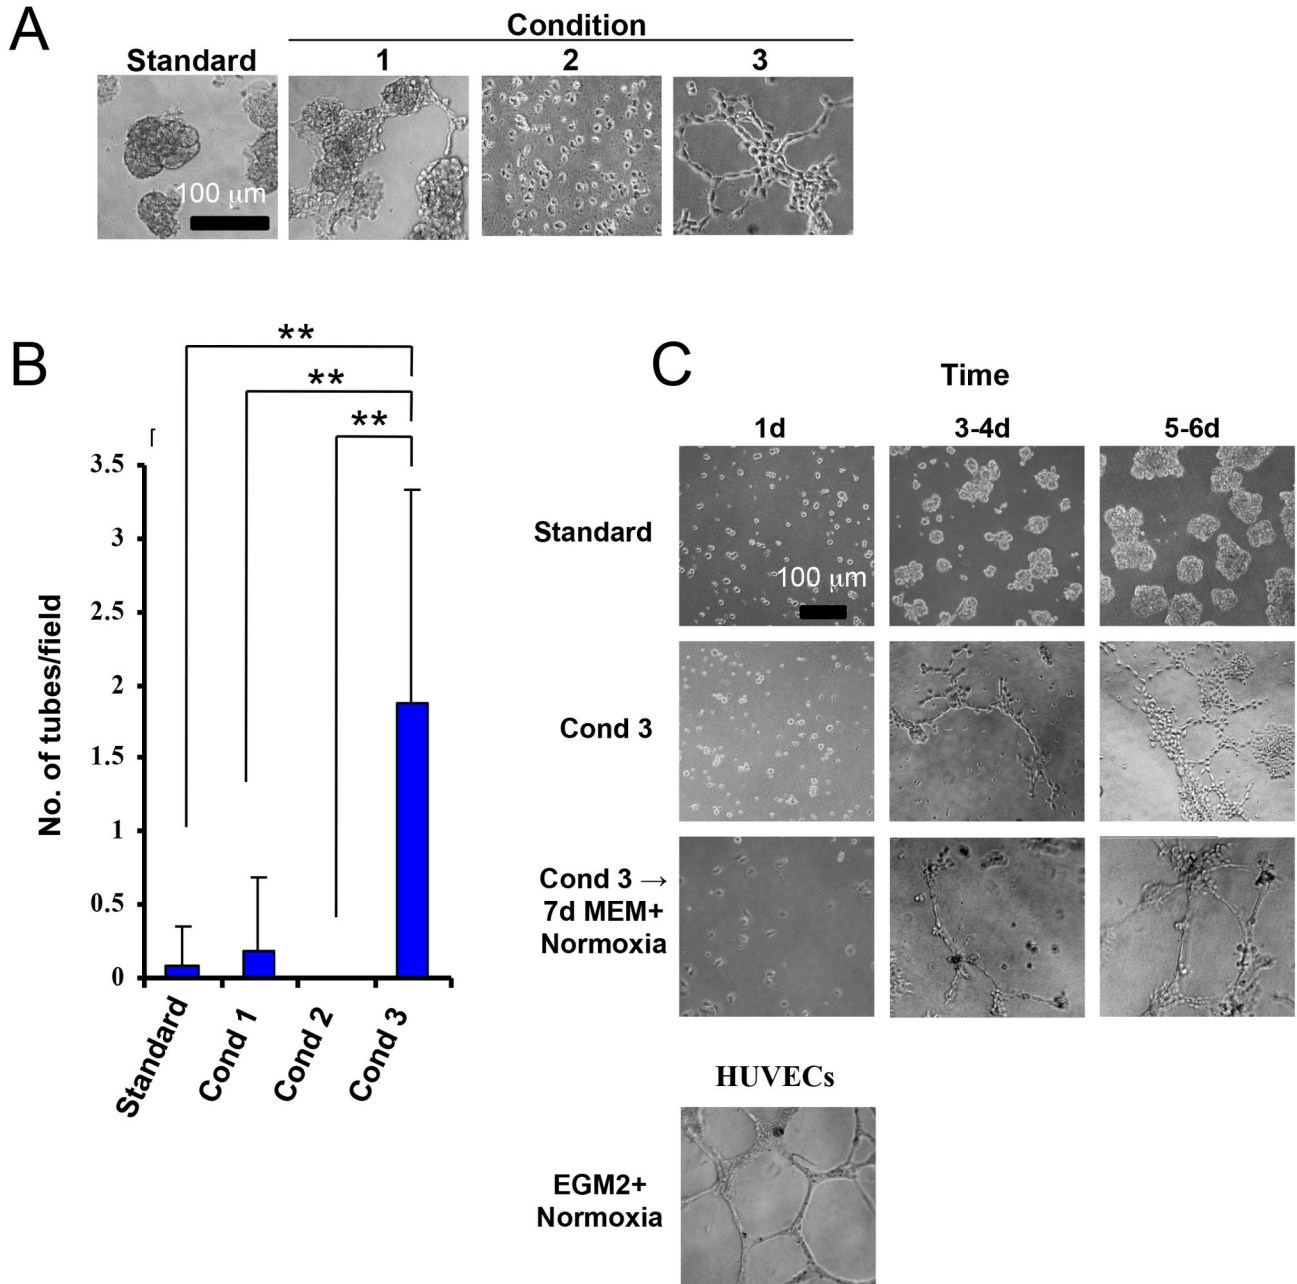 A
Condition
Standard
1
2
3
100 μm
B
**
**
**
3.5
3
2.5
2
1.5
1
0.5
0
No. of tubes/field
Standard
Cond 1
Cond 2
Cond 3
C
Time
1d
3-4d
5-6d
Standard
100 μm
Cond 3
Cond 3 →
7d MEM+
Normoxia
HUVECs
EGM2+
Normoxia